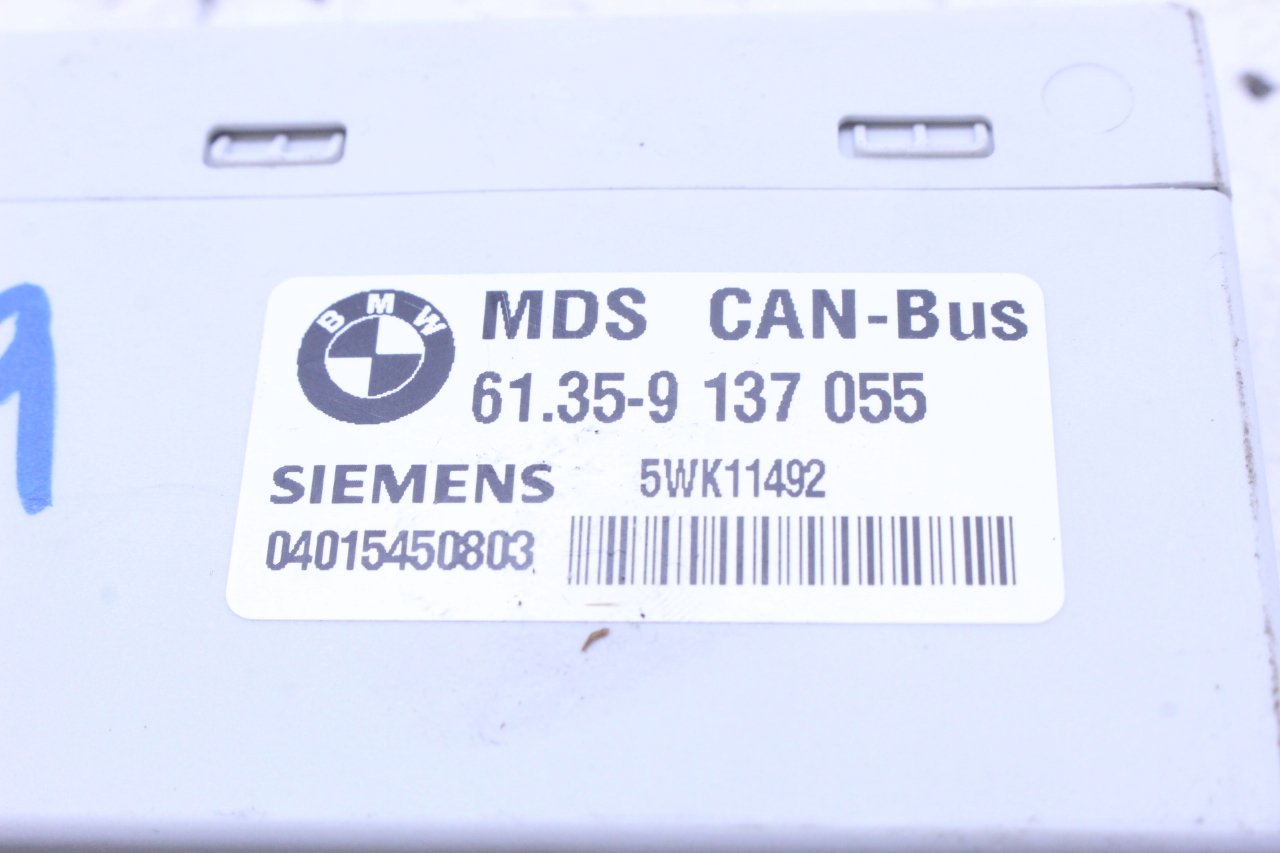 BMW
MDS CAN-Bus
61.35-9 137 055
SIEMENS 5WK11492
04015450803